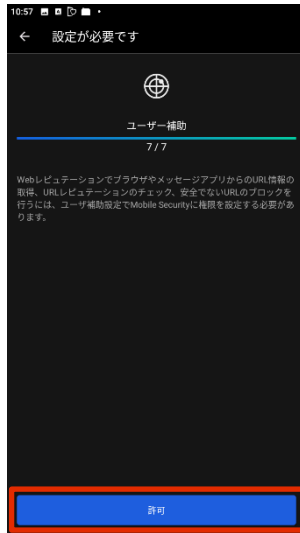 10:57
設定が必要です
ユーザー補助
7 / 7
WebレピュテーションでブラウザやメッセージアプリからのURL情報の
取得、URLレピュテーションのチェック、安全でないURLのブロックを
行うには、ユーザ補助設定でMobile Securityに権限を設定する必要があ
ります。
許可